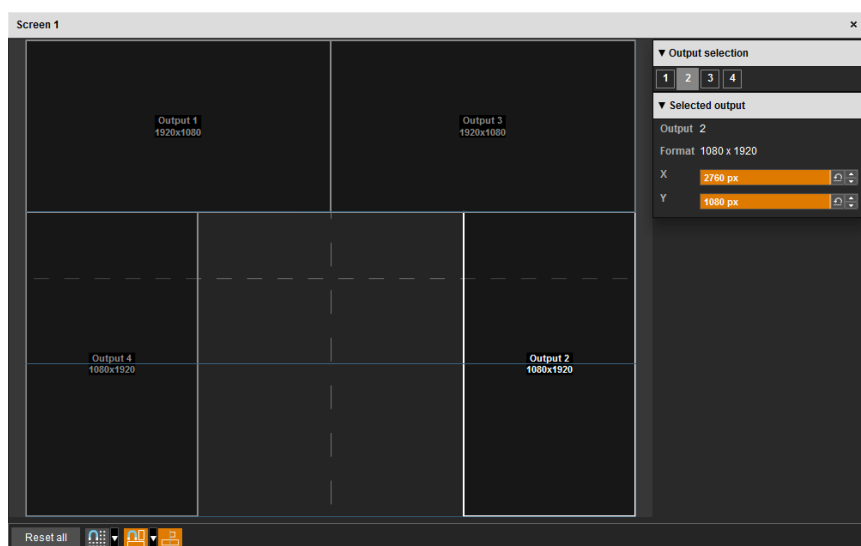 Screen 1
×
Output 1
1920x1080
Output 3
1920x1080
Output 4
1080x1920
Output 2
1080x1920
▼ Output selection
1 2 3 4
▼ Selected output
Output 2
Format 1080 x 1920
X 2760 px
Y 1080 px
Reset all